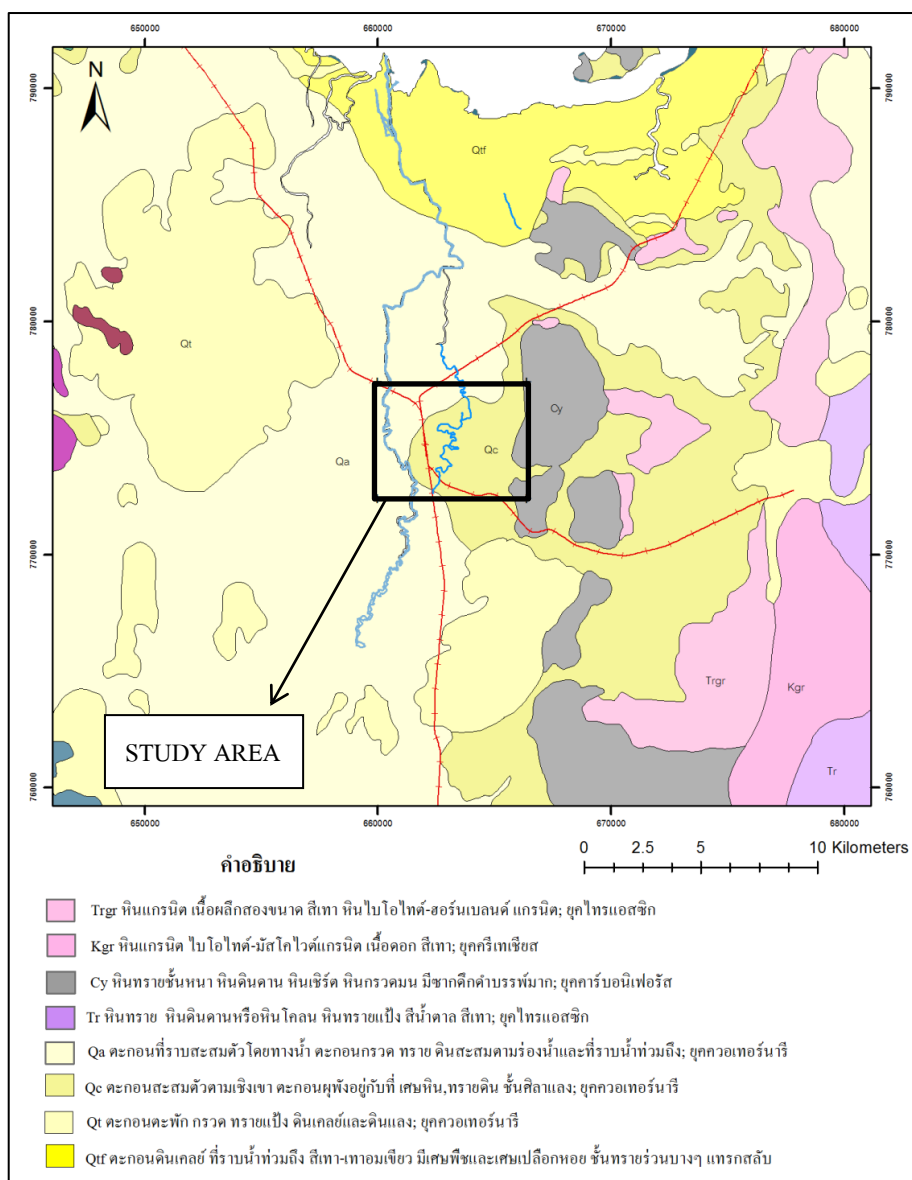 650000 660000 670000 680000
790000 790000
N
Qtf
780000 780000
Qt
Cy
Qa
Qc
770000 770000
Trgr
Kgr
STUDY AREA
Tr
760000 760000
650000 660000 670000 680000
คำอธิบาย
0 2.5 5 10 Kilometers
Trgr หินแกรนิต เนื้อผลึกสองขนาด สีเทา หินไบโอไทต์-ฮอร์นเบลนด์ แกรนิต; ยุคไทรแอสซิก
Kgr หินแกรนิต ไบโอไทต์-มัสโคไวต์แกรนิต เนื้อดอก สีเทา; ยุคครีเทเชียส
Cy หินทรายชั้นหนา หินดินดาน หินเชิร์ต หินกรวดมน มีซากดึกดำบรรพ์มาก; ยุคคาร์บอนิเฟอรัส
Tr หินทราย หินดินดานหรือหินโคลน หินทรายแป้ง สีน้ำตาล สีเทา; ยุคไทรแอสซิก
Qa ตะกอนที่ราบสะสมตัวโดยทางน้ำ ตะกอนกรวด ทราย ดินสะสมตามร่องน้ำและที่ราบน้ำท่วมถึง; ยุคควอเทอร์นารี
Qc ตะกอนสะสมตัวตามเชิงเขา ตะกอนผุพังอยู่กับที่ เศษหิน,ทรายดิน ชั้นศิลาแลง; ยุคควอเทอร์นารี
Qt ตะกอนตะพัก กรวด ทรายแป้ง ดินเคลย์และดินแลง; ยุคควอเทอร์นารี
Qtf ตะกอนดินเคลย์ ที่ราบน้ำท่วมถึง สีเทา-เทาอมเขียว มีเศษพืชและเศษเปลือกหอย ชั้นทรายร่วนบางๆ แทรกสลับ